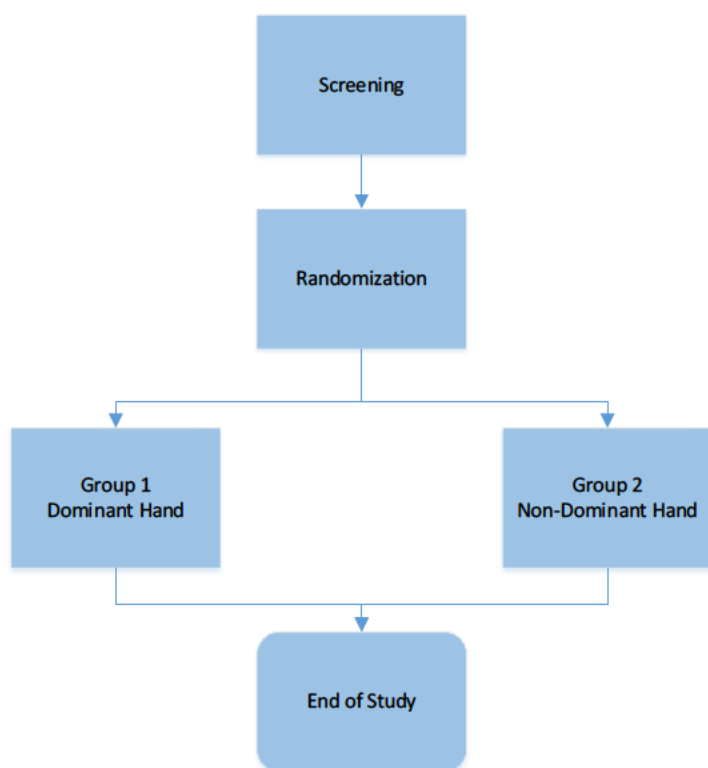 Screening
Randomization
Group 1
Dominant Hand
Group 2
Non-Dominant Hand
End of Study